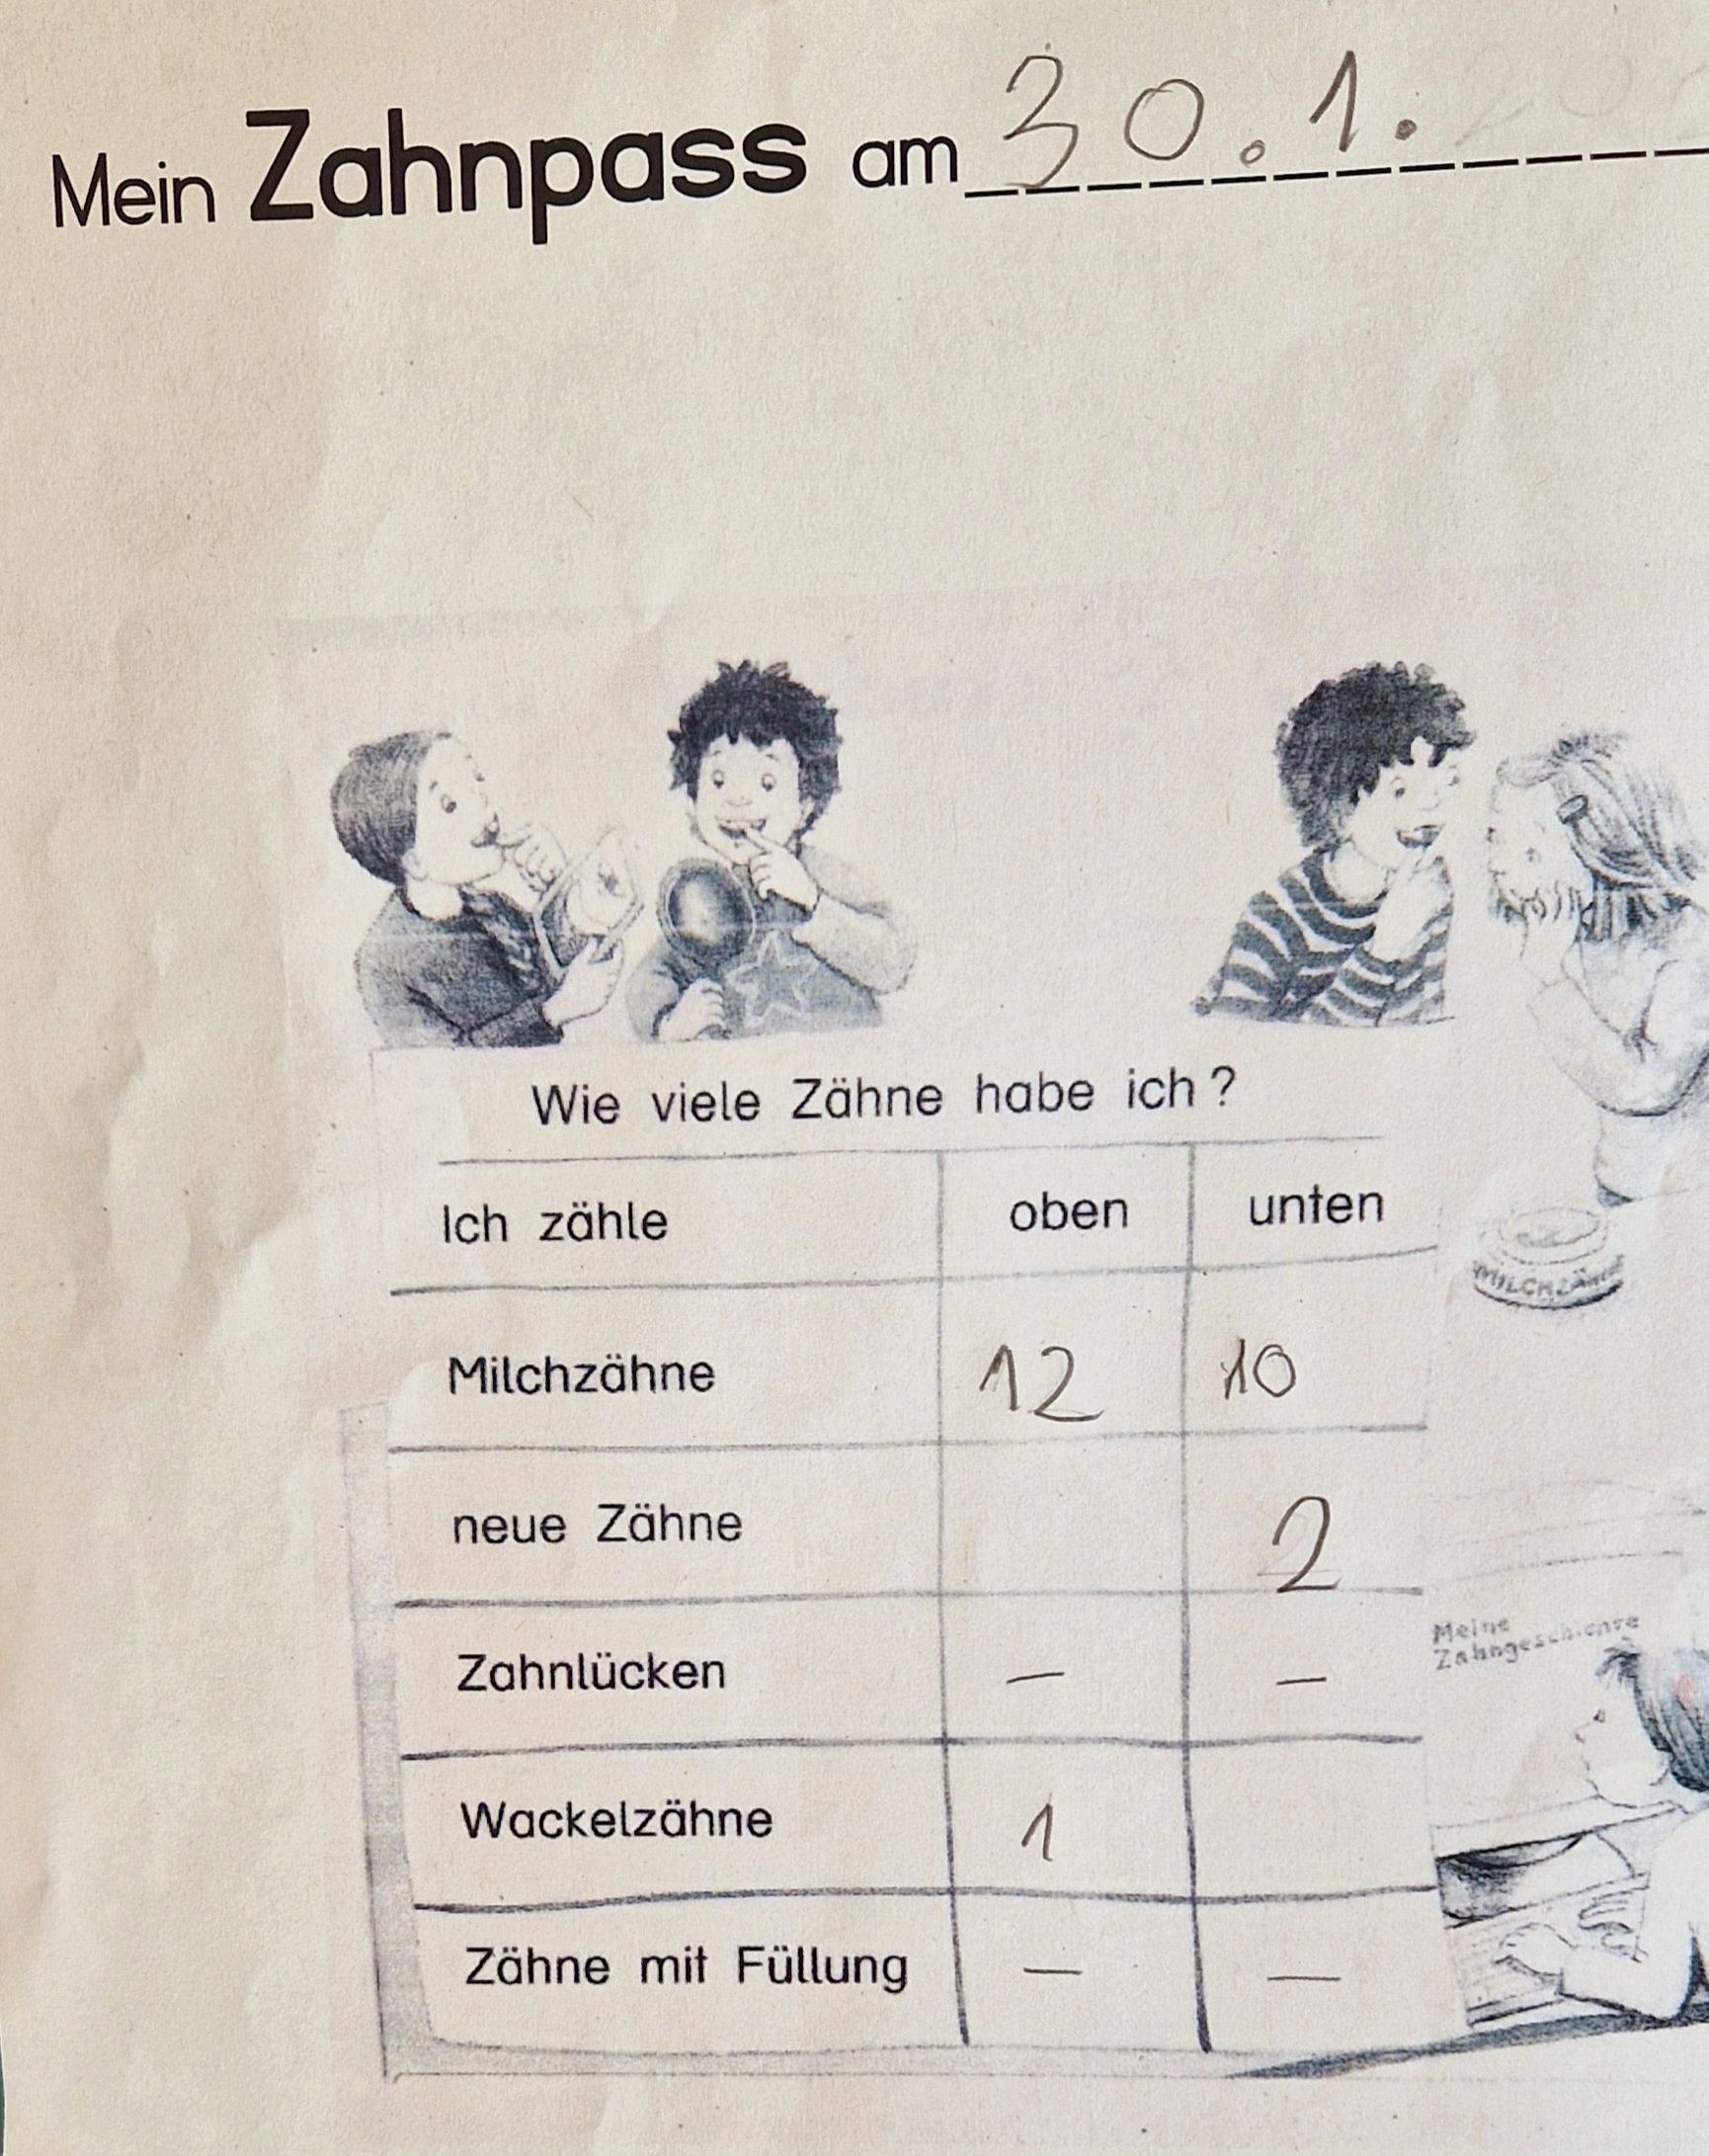 Mein Zahnpass am 30.1.
Wie viele Zähne habe ich?
Ich zähle oben unten
MILCHZÄHNE
Milchzähne 12 10
neue Zähne 2
Meine
Zahngeschichte
Zahnlücken – –
Wackelzähne 1
Zähne mit Füllung – –